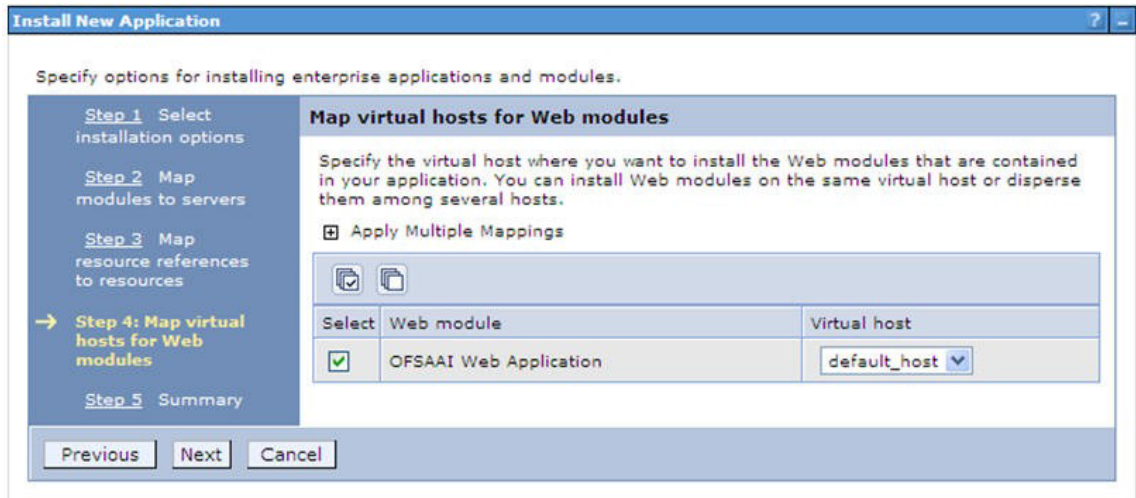 Install New Application
?
Specify options for installing enterprise applications and modules.
Step 1 Select
installation options
Step 2 Map
modules to servers
Step 3 Map
resource references
to resources
Step 4: Map virtual
hosts for Web
modules
Step 5 Summary
Map virtual hosts for Web modules
Specify the virtual host where you want to install the Web modules that are contained
in your application. You can install Web modules on the same virtual host or disperse
them among several hosts.
Apply Multiple Mappings
Select Web module Virtual host
OFSAAI Web Application default_host
Previous Next Cancel